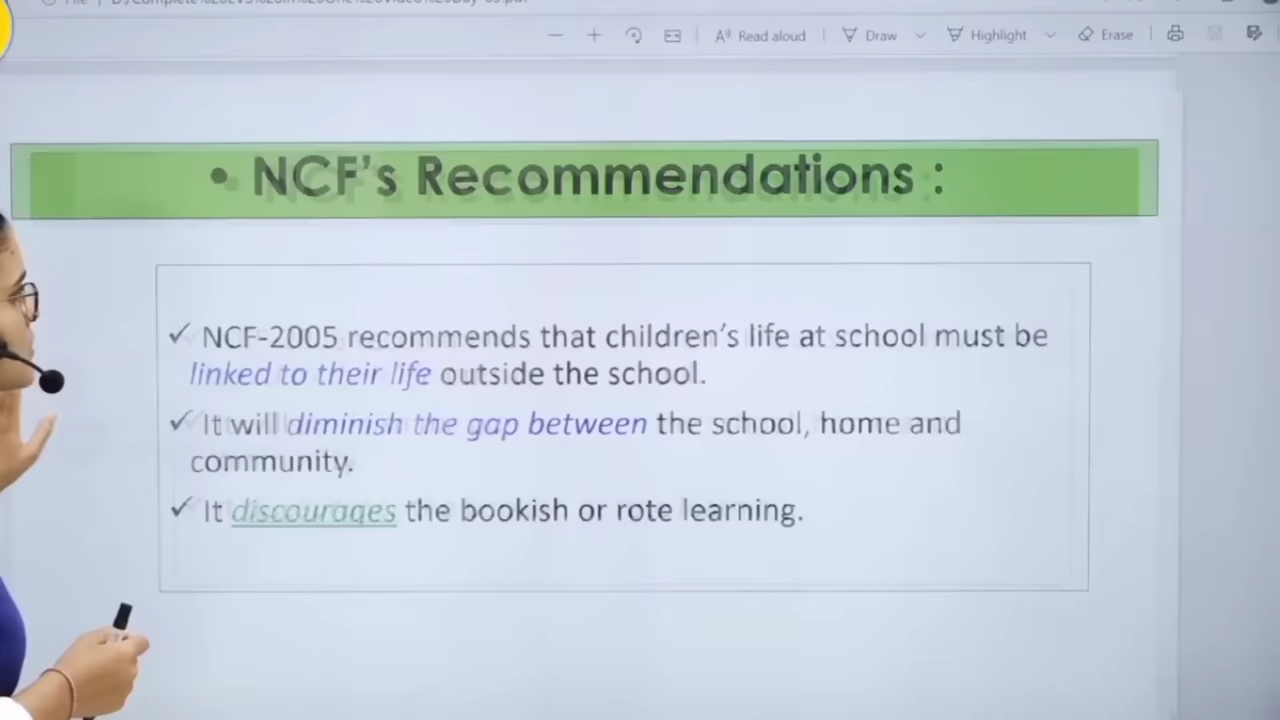 Read aloud
Draw
Highlight
Erase
• NCF's Recommendations :
✓ NCF-2005 recommends that children's life at school must be
linked to their life outside the school.
✓ It will diminish the gap between the school, home and
community.
✓ It discourages the bookish or rote learning.